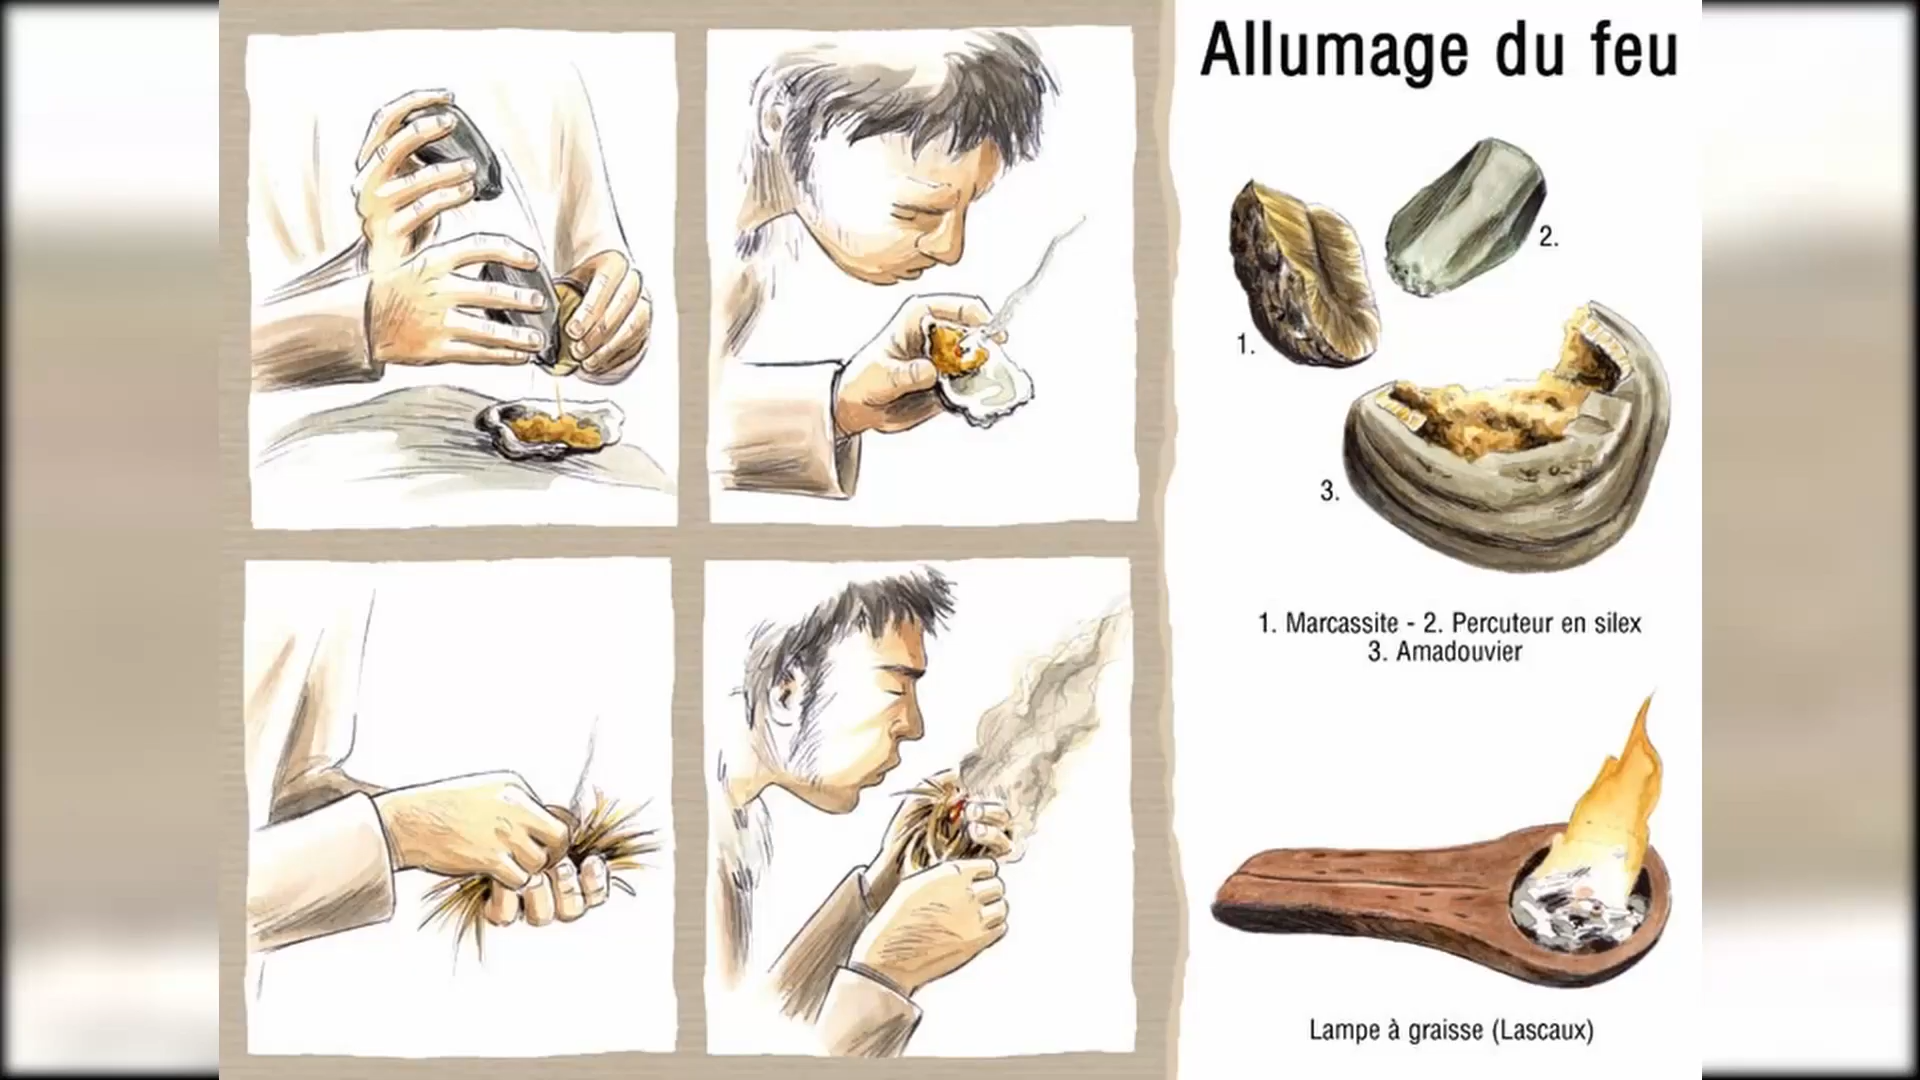 Allumage du feu
2.
1.
3.
1. Marcassite - 2. Percuteur en silex
3. Amadouvier
Lampe à graisse (Lascaux)